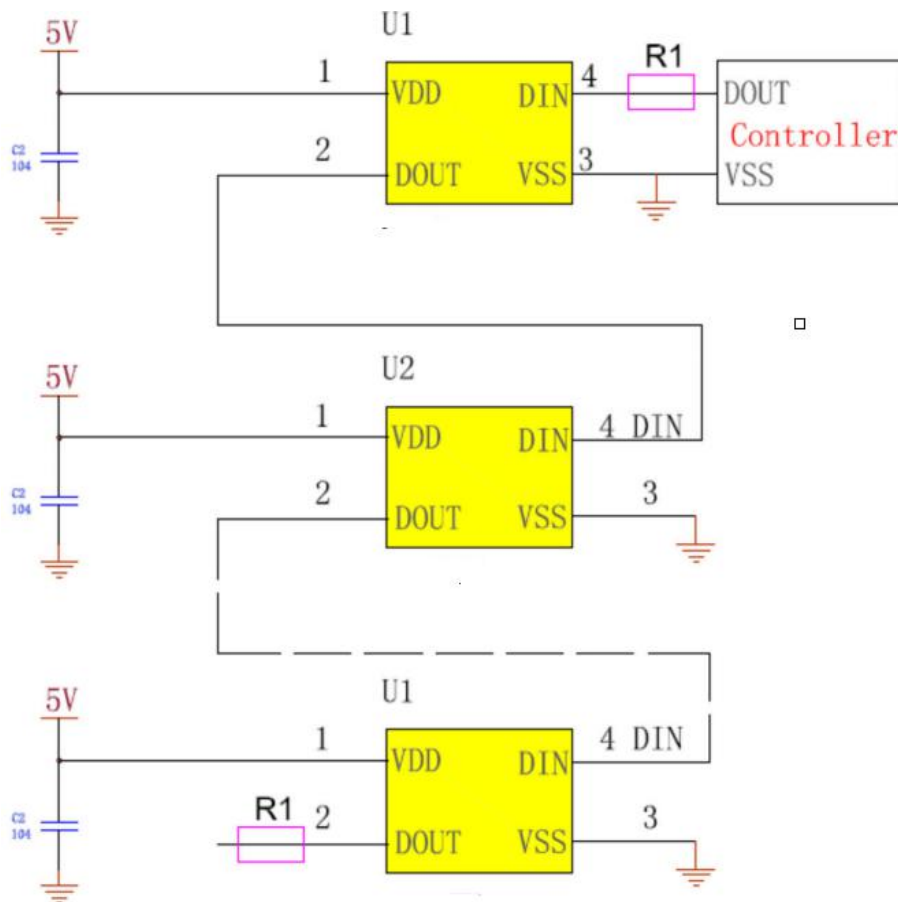 U1
5V
1
VDD
DIN
4
R1
DOUT
Controller
C2
104
2
DOUT
VSS
3
VSS
U2
5V
1
VDD
DIN
4 DIN
C2
104
2
DOUT
VSS
3
U1
5V
1
VDD
DIN
4 DIN
C2
104
R1
2
DOUT
VSS
3